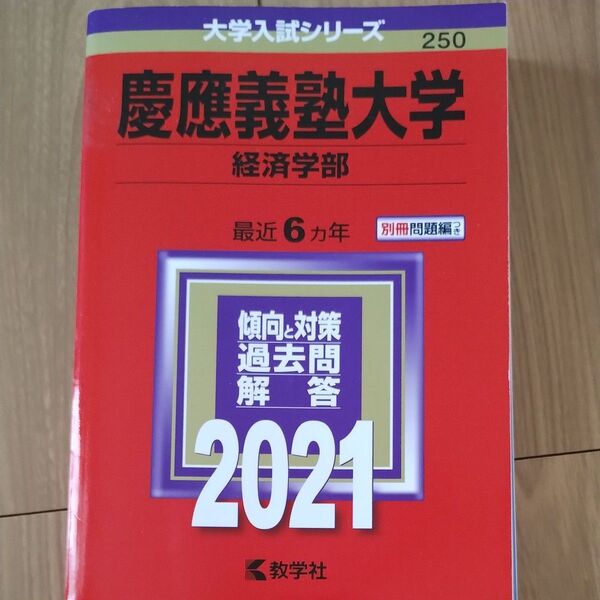 大学入試シリーズ
250
慶應義塾大学
経済学部
最近6カ年
別冊問題編つき
傾向と対策
過去問
解答
2021
教学社